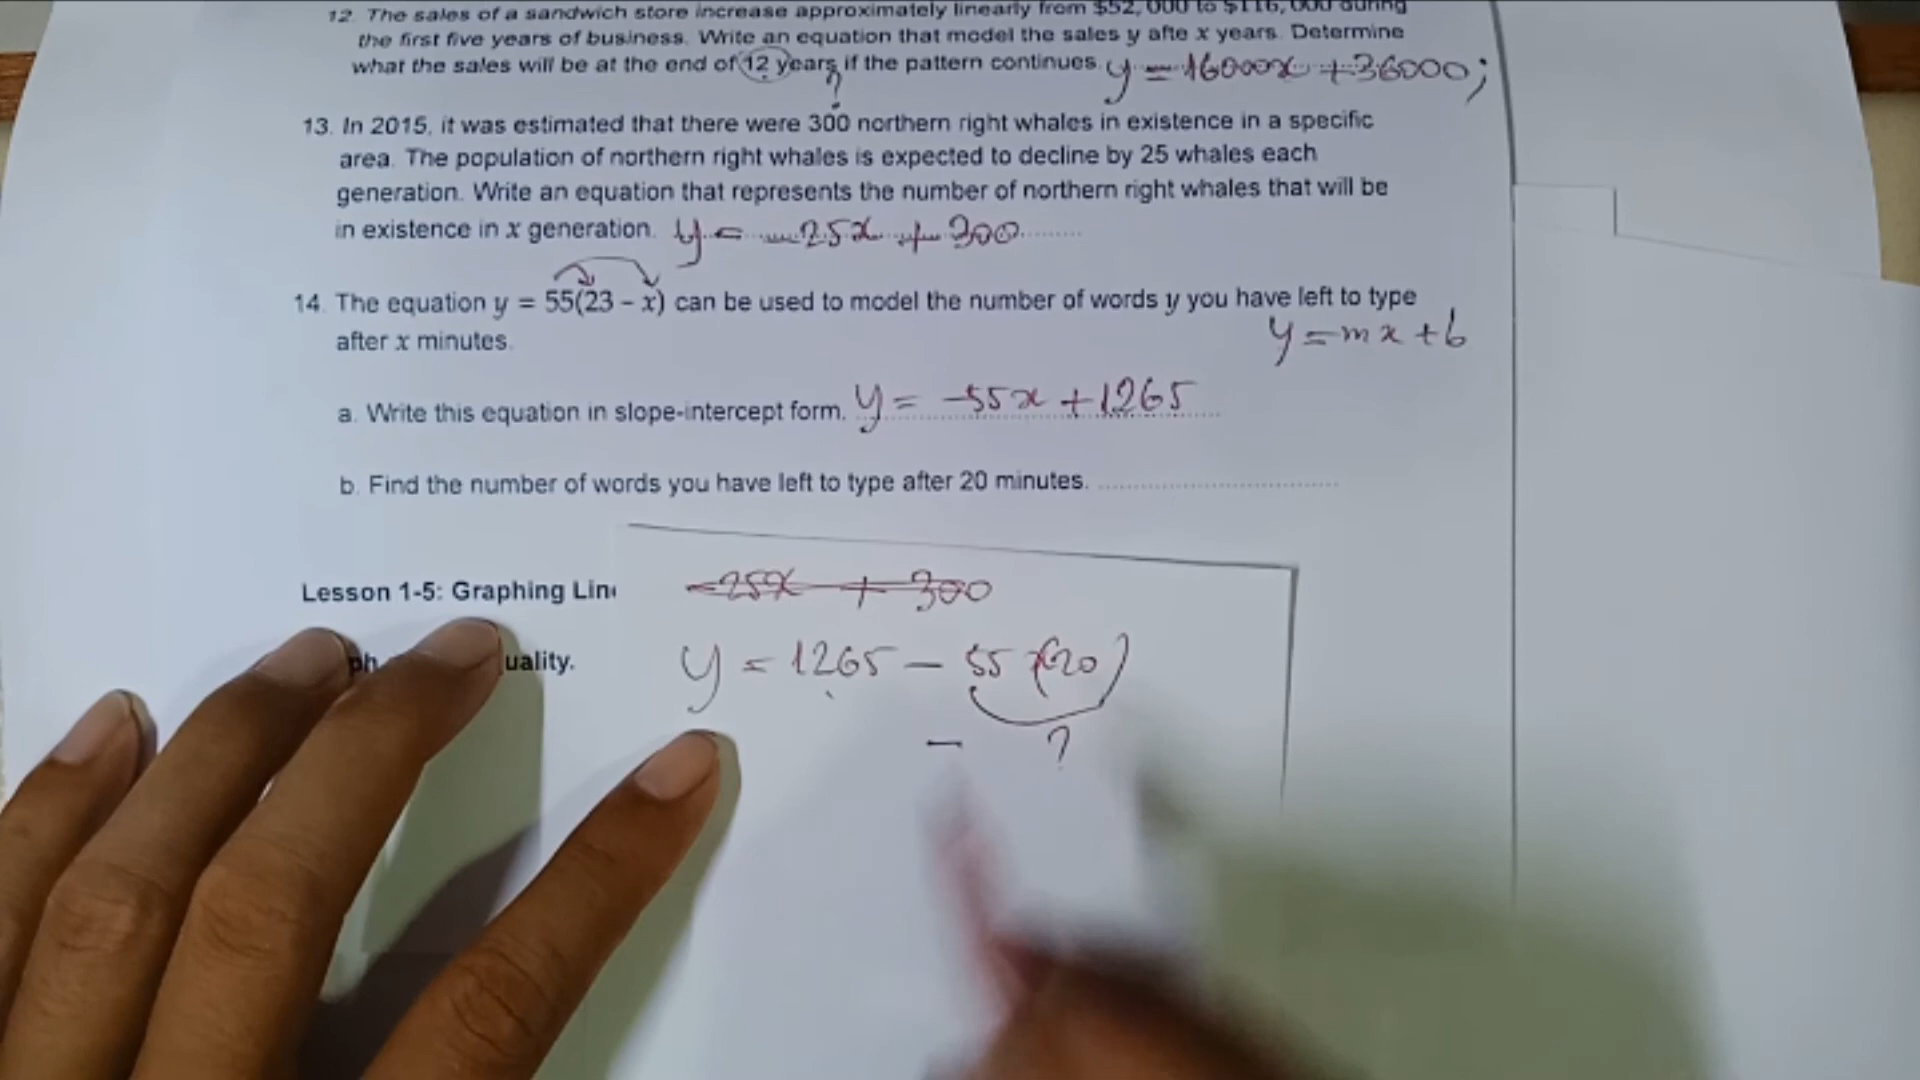 12. The sales of a sandwich store increase approximately linearly from $52,000 to $116,000 during
the first five years of business. Write an equation that model the sales y afte x years. Determine
what the sales will be at the end of 12 years if the pattern continues. y = 16000x + 36000;
?
13. In 2015, it was estimated that there were 300 northern right whales in existence in a specific
area. The population of northern right whales is expected to decline by 25 whales each
generation. Write an equation that represents the number of northern right whales that will be
in existence in x generation. y = -25x + 300
14. The equation y = 55(23 − x) can be used to model the number of words y you have left to type
after x minutes.
y = mx + b
a. Write this equation in slope-intercept form. y = -55x + 1265
b. Find the number of words you have left to type after 20 minutes.
-25x + 300
Lesson 1-5: Graphing Lin
y = 1265 - 55 (20)
ph uality.
- ?